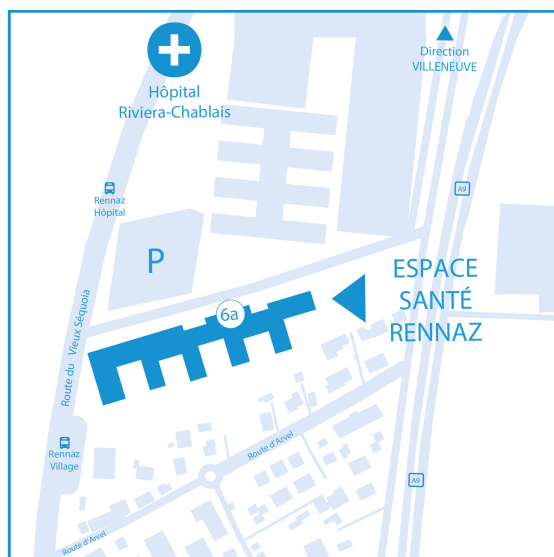 Hôpital
Riviera-Chablais
Direction
VILLENEUVE
A9
Rennaz
Hôpital
P
ESPACE
SANTÉ
RENNAZ
6a
Route du Vieux Séquoia
Rennaz
Village
Route d'Arvel
A9
Route d'Arvel